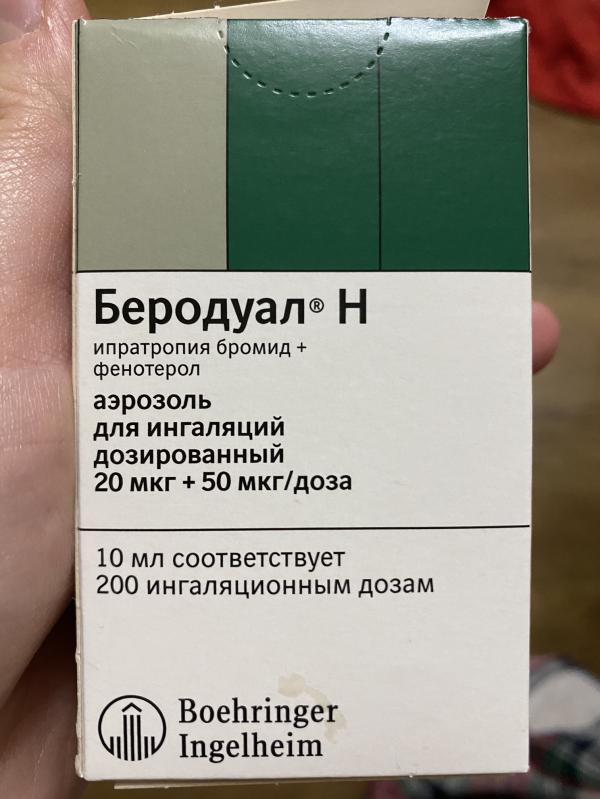 Беродуал® Н
ипратропия бромид +
фенотерол
аэрозоль
для ингаляций
дозированный
20 мкг + 50 мкг/доза
10 мл соответствует
200 ингаляционным дозам
Boehringer
Ingelheim